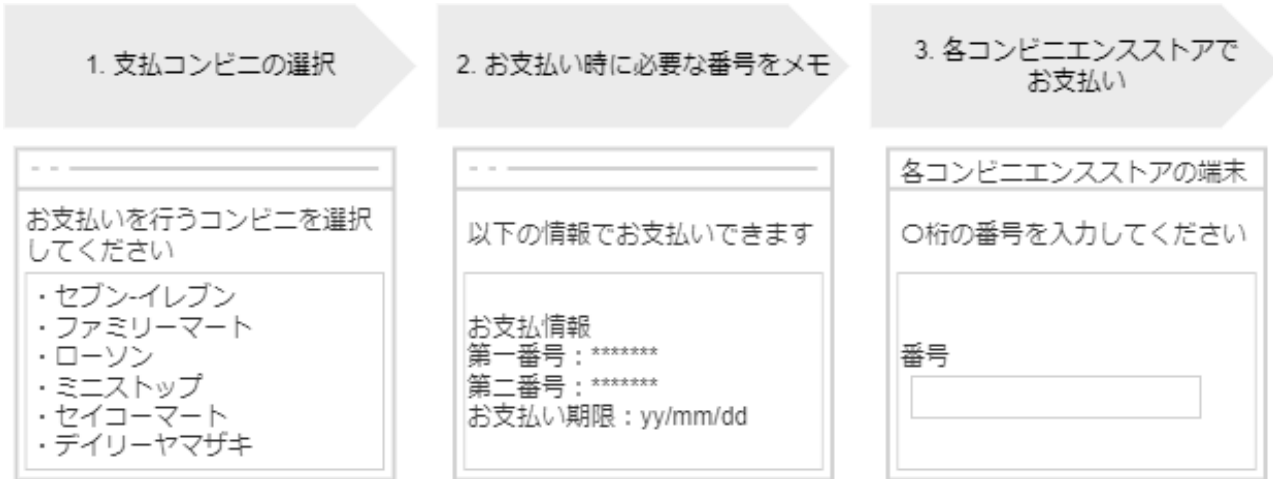 1. 支払コンビニの選択
お支払いを行うコンビニを選択
してください
・セブン-イレブン
・ファミリーマート
・ローソン
・ミニストップ
・セイコーマート
・デイリーヤマザキ
2. お支払い時に必要な番号をメモ
以下の情報でお支払いできます
お支払情報
第一番号：*******
第二番号：*******
お支払い期限：yy/mm/dd
3. 各コンビニエンスストアで
お支払い
各コンビニエンスストアの端末
〇桁の番号を入力してください
番号